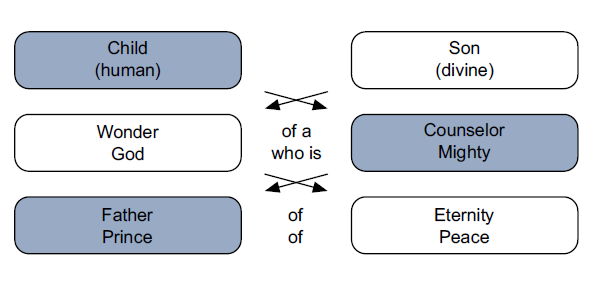 Child
(human)
Son
(divine)
Wonder
God
of a
who is
Counselor
Mighty
Father
Prince
of
of
Eternity
Peace